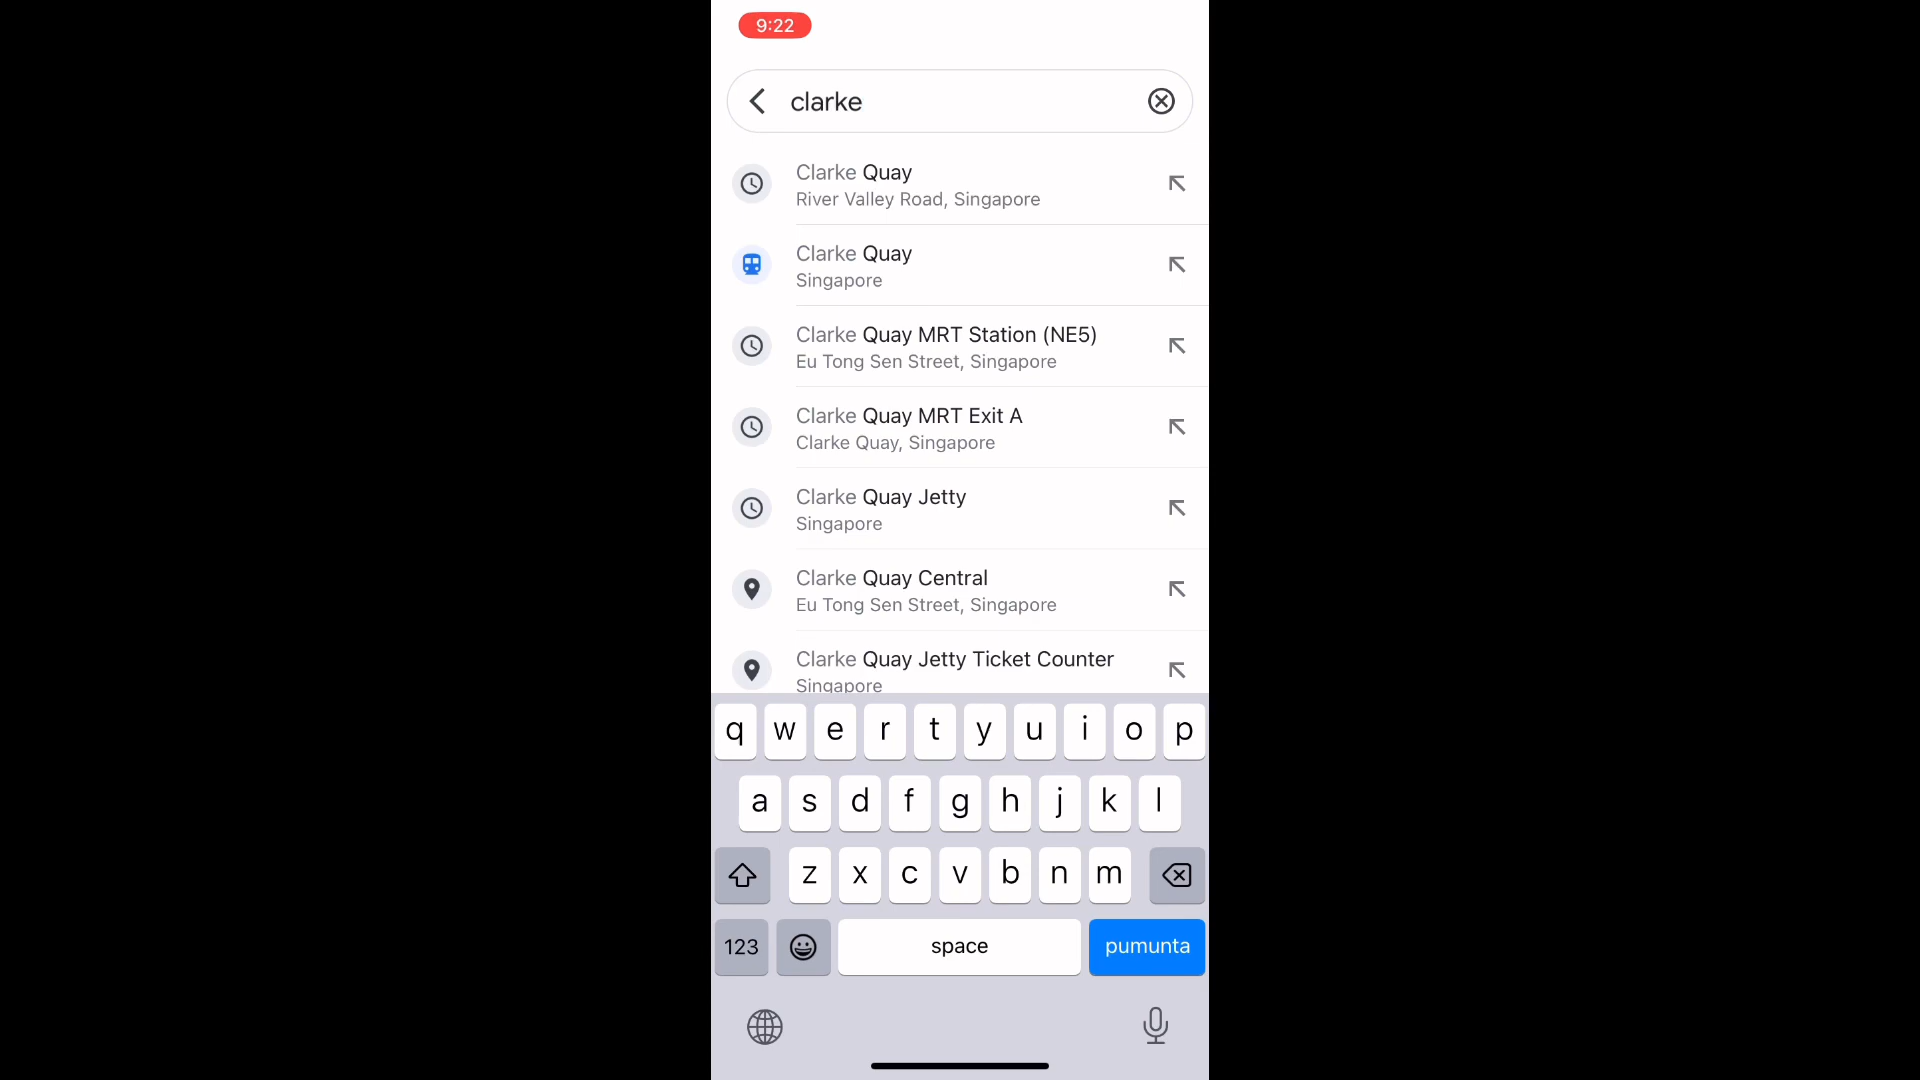 9:22
clarke
Clarke Quay
River Valley Road, Singapore
Clarke Quay
Singapore
Clarke Quay MRT Station (NE5)
Eu Tong Sen Street, Singapore
Clarke Quay MRT Exit A
Clarke Quay, Singapore
Clarke Quay Jetty
Singapore
Clarke Quay Central
Eu Tong Sen Street, Singapore
Clarke Quay Jetty Ticket Counter
Singapore
q w e r t y u i o p
a s d f g h j k l
z x c v b n m
123 space pumunta